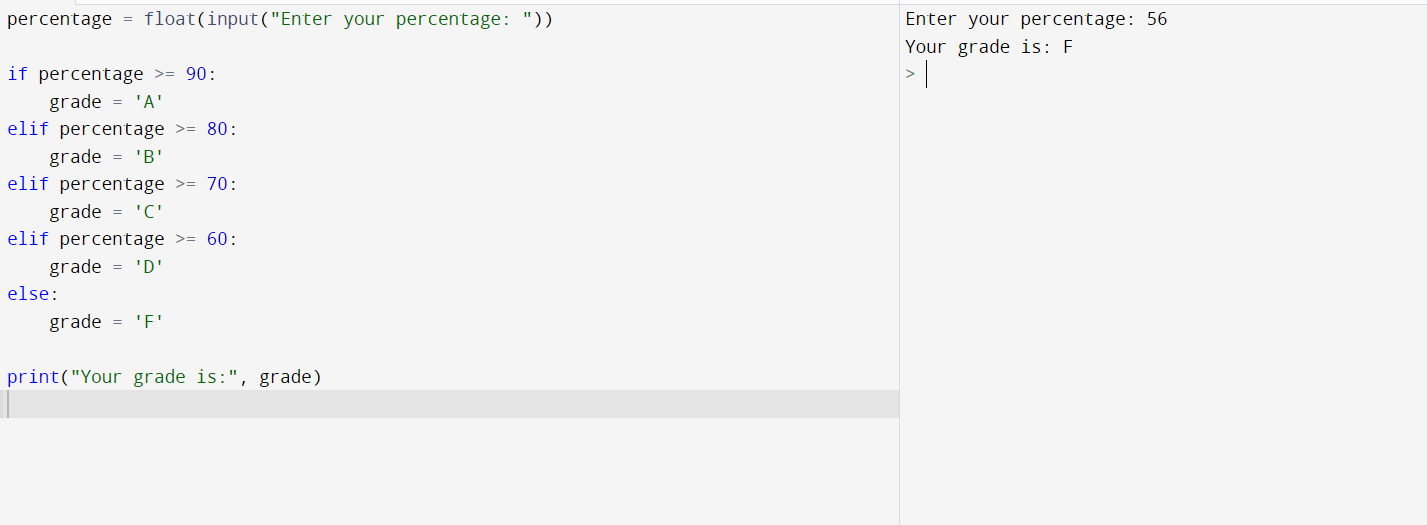 percentage = float(input("Enter your percentage: "))
if percentage >= 90:
    grade = 'A'
elif percentage >= 80:
    grade = 'B'
elif percentage >= 70:
    grade = 'C'
elif percentage >= 60:
    grade = 'D'
else:
    grade = 'F'
print("Your grade is:", grade)
Enter your percentage: 56
Your grade is: F
>